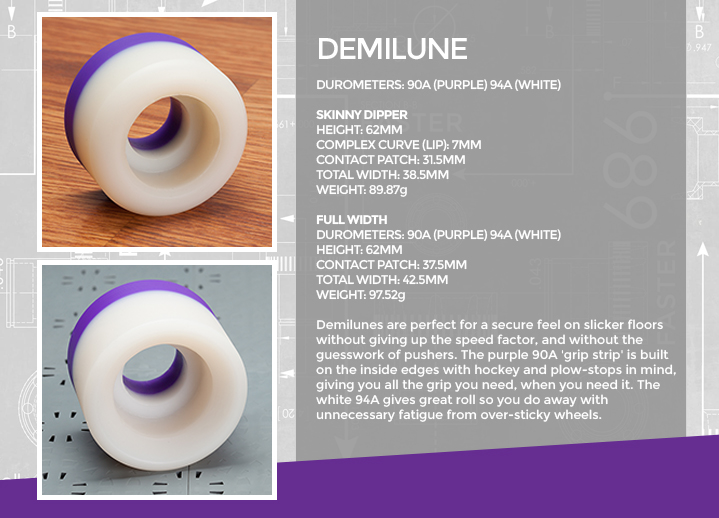 DEMILUNE
DUROMETERS: 90A (PURPLE) 94A (WHITE)
SKINNY DIPPER
HEIGHT: 62MM
COMPLEX CURVE (LIP): 7MM
CONTACT PATCH: 31.5MM
TOTAL WIDTH: 38.5MM
WEIGHT: 89.87g
FULL WIDTH
DUROMETERS: 90A (PURPLE) 94A (WHITE)
HEIGHT: 62MM
CONTACT PATCH: 37.5MM
TOTAL WIDTH: 42.5MM
WEIGHT: 97.52g
Demilunes are perfect for a secure feel on slicker floors
without giving up the speed factor, and without the
guesswork of pushers. The purple 90A 'grip strip' is built
on the inside edges with hockey and plow-stops in mind,
giving you all the grip you need, when you need it. The
white 94A gives great roll so you do away with
unnecessary fatigue from over-sticky wheels.
B
B
FASTER